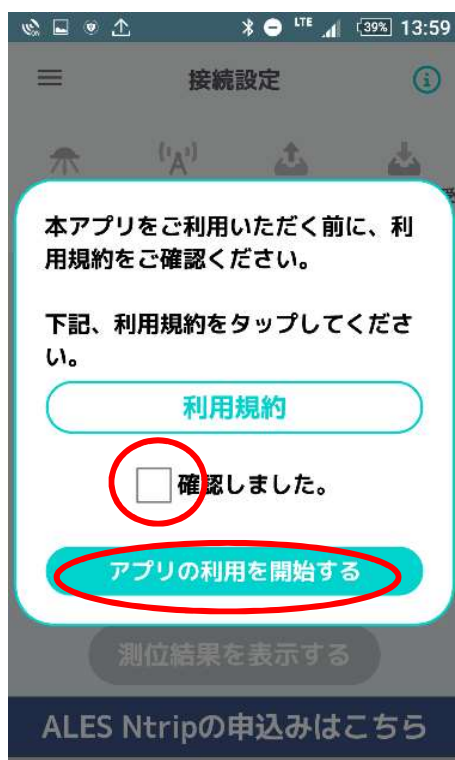 LTE 39% 13:59
接続設定
本アプリをご利用いただく前に、利
用規約をご確認ください。
下記、利用規約をタップしてくださ
い。
利用規約
確認しました。
アプリの利用を開始する
測位結果を表示する
ALES Ntripの申込みはこちら